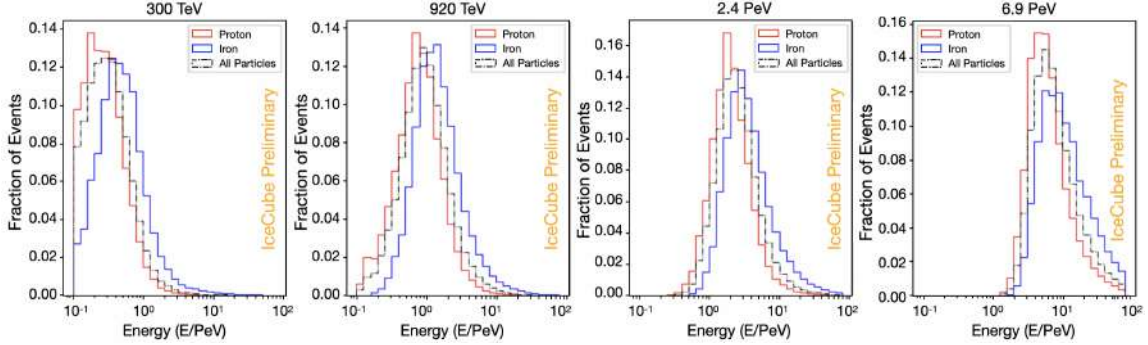 300 TeV
Fraction of Events
0.14
0.12
0.10
0.08
0.06
0.04
0.02
0.00
Proton
Iron
All Particles
IceCube Preliminary
10⁻¹ 10⁰ 10¹ 10²
Energy (E/PeV)
920 TeV
Fraction of Events
0.14
0.12
0.10
0.08
0.06
0.04
0.02
0.00
Proton
Iron
All Particles
IceCube Preliminary
10⁻¹ 10⁰ 10¹ 10²
Energy (E/PeV)
2.4 PeV
Fraction of Events
0.16
0.14
0.12
0.10
0.08
0.06
0.04
0.02
0.00
Proton
Iron
All Particles
IceCube Preliminary
10⁻¹ 10⁰ 10¹ 10²
Energy (E/PeV)
6.9 PeV
Fraction of Events
0.16
0.14
0.12
0.10
0.08
0.06
0.04
0.02
0.00
Proton
Iron
All Particles
IceCube Preliminary
10⁻¹ 10⁰ 10¹ 10²
Energy (E/PeV)